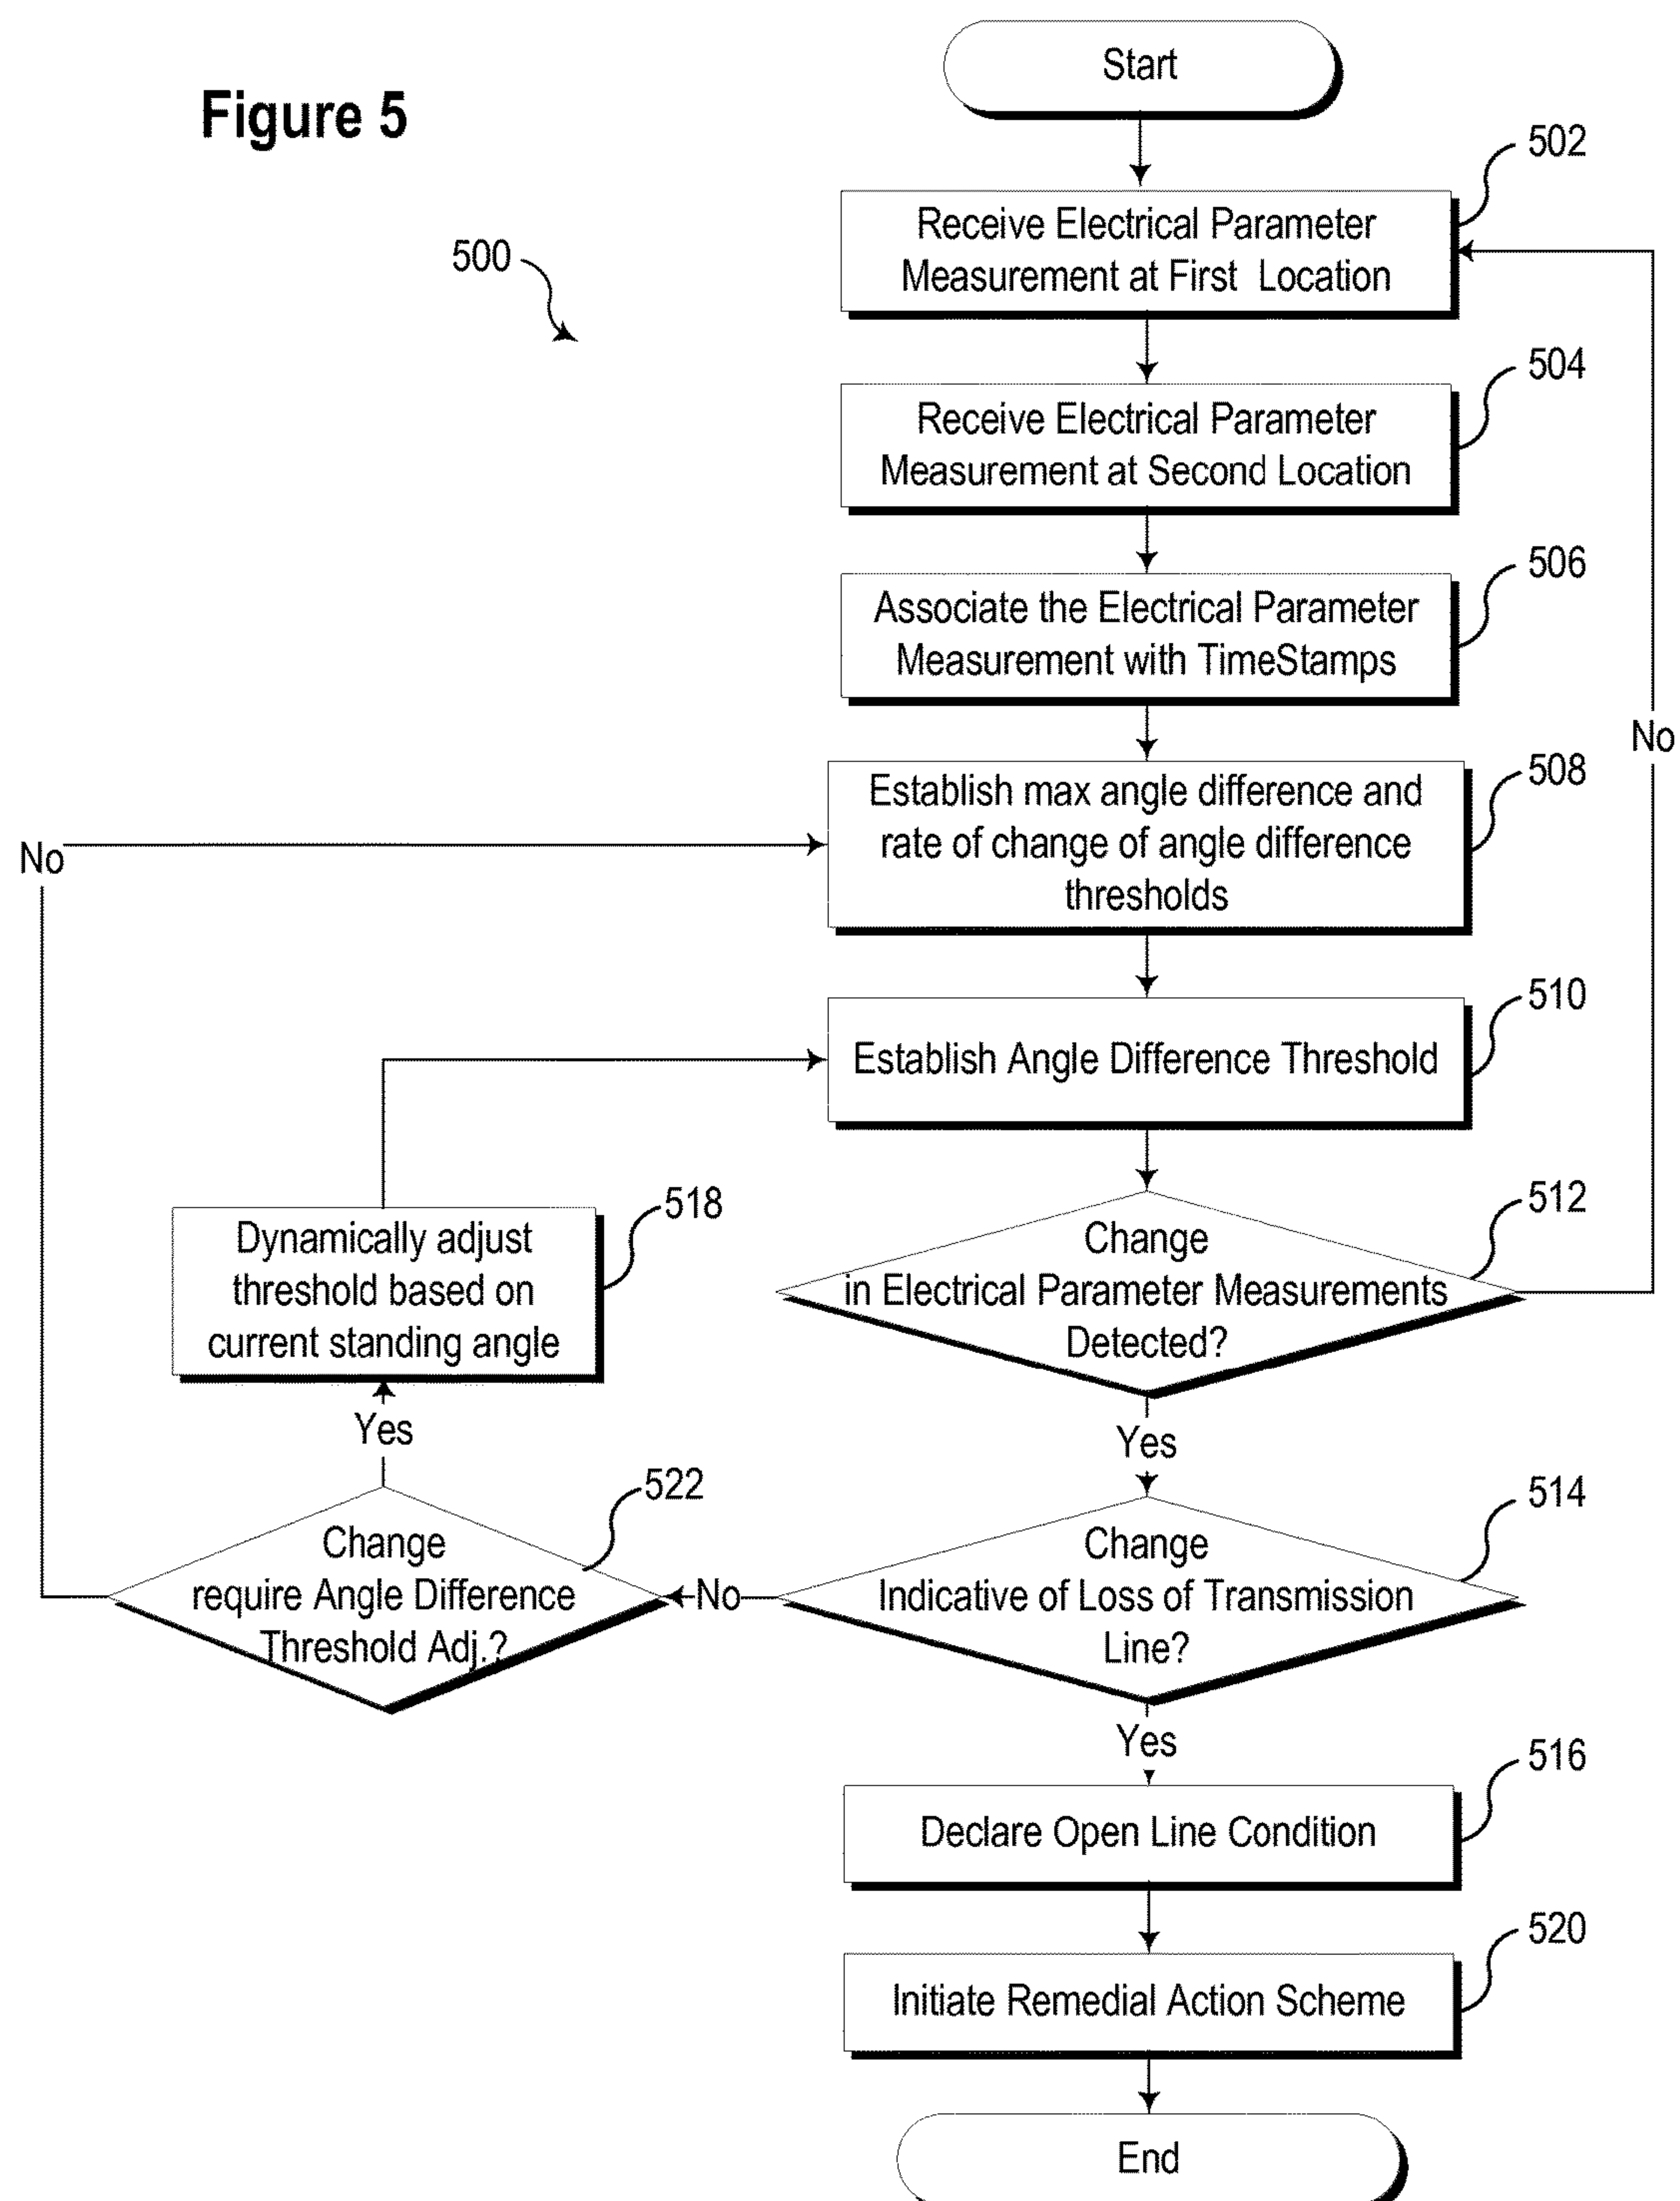 Figure 5
500
Start
502
Receive Electrical Parameter
Measurement at First Location
504
Receive Electrical Parameter
Measurement at Second Location
506
Associate the Electrical Parameter
Measurement with TimeStamps
No
508
Establish max angle difference and
rate of change of angle difference
thresholds
No
510
Establish Angle Difference Threshold
512
Change
in Electrical Parameter Measurements
Detected?
518
Dynamically adjust
threshold based on
current standing angle
Yes
Yes
514
Change
Indicative of Loss of Transmission
Line?
No
522
Change
require Angle Difference
Threshold Adj.?
Yes
516
Declare Open Line Condition
520
Initiate Remedial Action Scheme
End